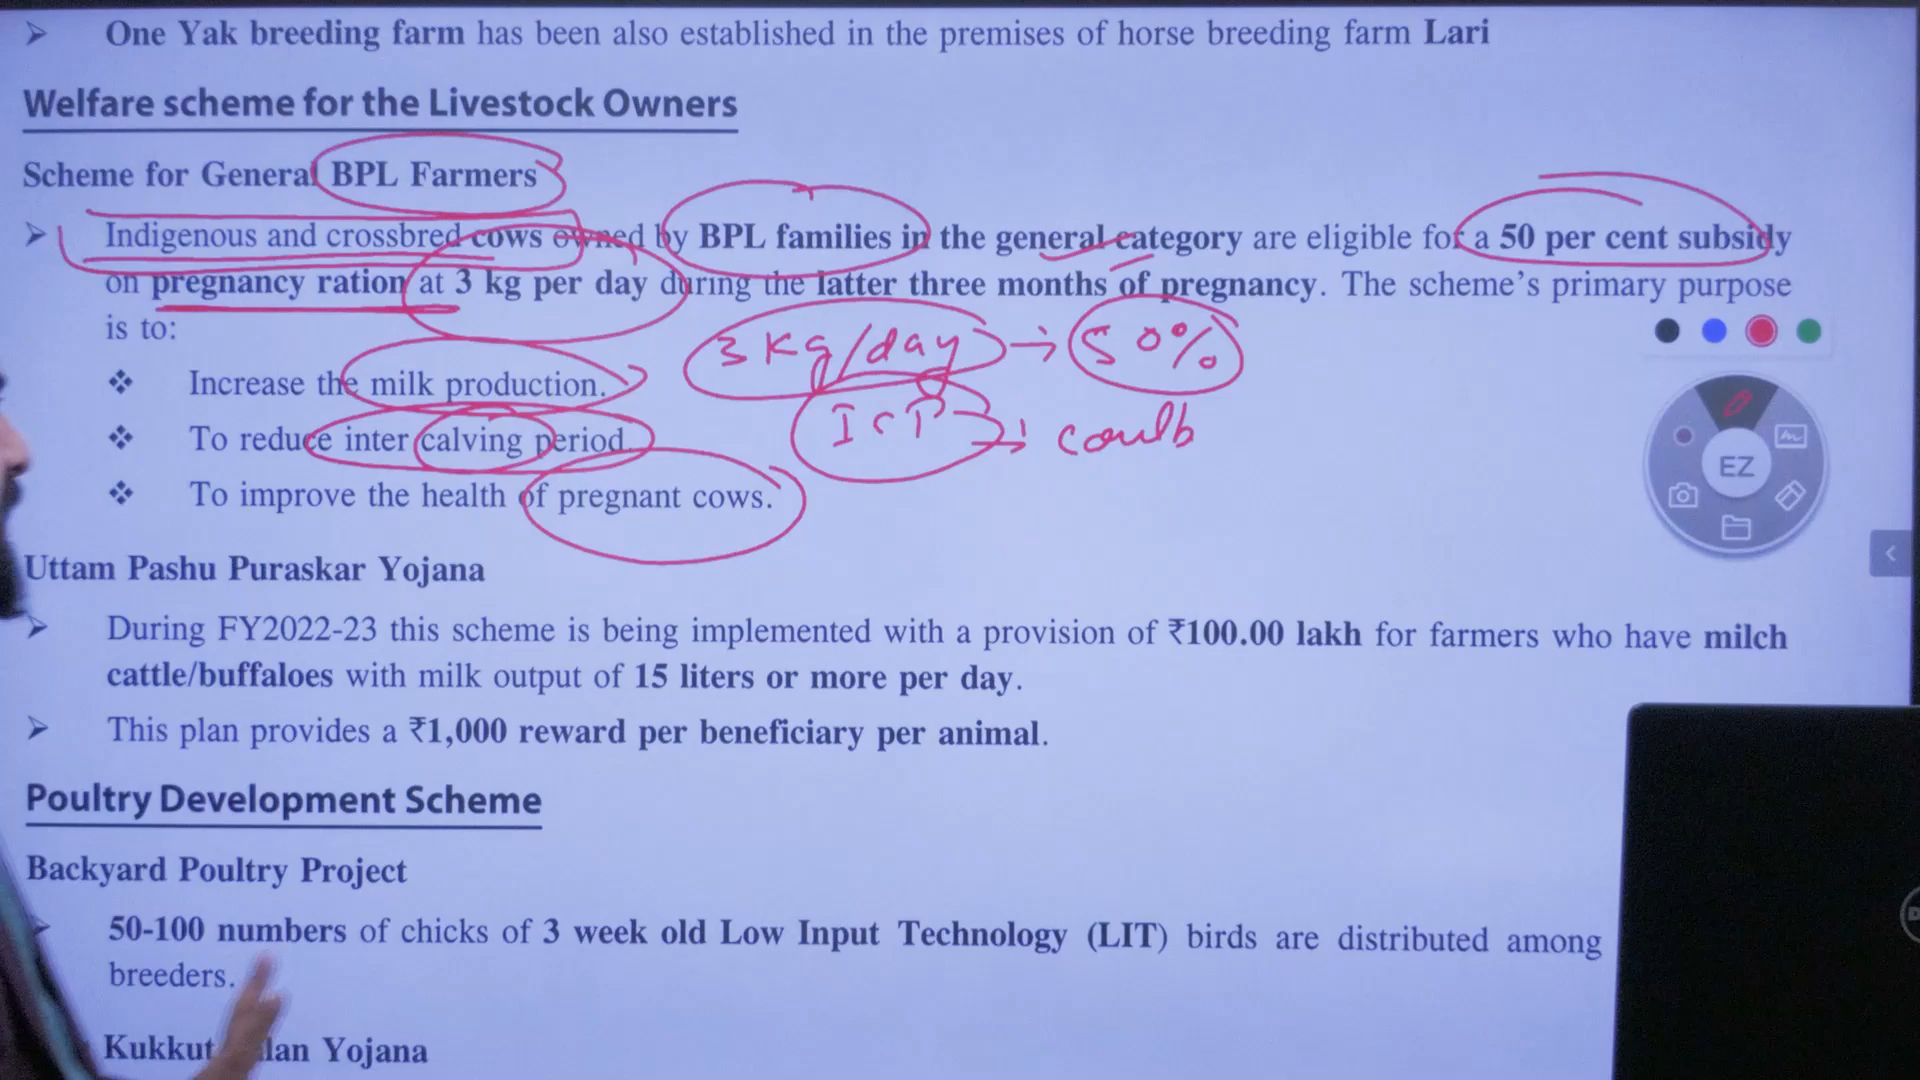 ➤ One Yak breeding farm has been also established in the premises of horse breeding farm Lari
Welfare scheme for the Livestock Owners
Scheme for General BPL Farmers
➤ Indigenous and crossbred cows owned by BPL families in the general category are eligible for a 50 per cent subsidy
on pregnancy ration at 3 kg per day during the latter three months of pregnancy. The scheme's primary purpose
is to:
3 Kg/day → 50%
❖ Increase the milk production.
❖ To reduce inter calving period.
❖ To improve the health of pregnant cows.
EZ
Uttam Pashu Puraskar Yojana
➤ During FY2022-23 this scheme is being implemented with a provision of ₹100.00 lakh for farmers who have milch
cattle/buffaloes with milk output of 15 liters or more per day.
➤ This plan provides a ₹1,000 reward per beneficiary per animal.
Poultry Development Scheme
Backyard Poultry Project
➤ 50-100 numbers of chicks of 3 week old Low Input Technology (LIT) birds are distributed among
breeders.
Kukkut Yojana